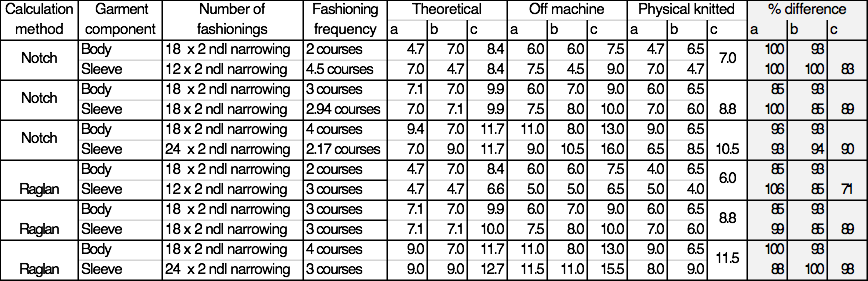 Calculation Garment Number of Fashioning Theoretical Off machine Physical knitted % difference
method component fashionings frequency a b c a b c a b c a b c
Notch Body 18 x 2 ndl narrowing 2 courses 4.7 7.0 8.4 6.0 6.0 7.5 4.7 6.5 7.0 100 93
Sleeve 12 x 2 ndl narrowing 4.5 courses 7.0 4.7 8.4 7.5 4.5 9.0 7.0 4.7 100 100 83
Notch Body 18 x 2 ndl narrowing 3 courses 7.1 7.0 9.9 6.0 7.0 9.0 6.0 6.5 8.8 85 93
Sleeve 18 x 2 ndl narrowing 2.94 courses 7.0 7.1 9.9 7.5 8.0 10.0 7.0 6.0 100 85 89
Notch Body 18 x 2 ndl narrowing 4 courses 9.4 7.0 11.7 11.0 8.0 13.0 9.0 6.5 10.5 96 93
Sleeve 24 x 2 ndl narrowing 2.17 courses 7.0 9.0 11.7 9.0 10.5 16.0 6.5 8.5 93 94 90
Raglan Body 18 x 2 ndl narrowing 2 courses 4.7 7.0 8.4 6.0 6.0 7.5 4.0 6.5 6.0 85 93
Sleeve 12 x 2 ndl narrowing 3 courses 4.7 4.7 6.6 5.0 5.0 6.5 5.0 4.0 106 85 71
Raglan Body 18 x 2 ndl narrowing 3 courses 7.1 7.0 9.9 6.0 7.0 9.0 6.0 6.5 8.8 85 93
Sleeve 18 x 2 ndl narrowing 3 courses 7.1 7.1 10.0 7.5 8.0 10.0 7.0 6.0 99 85 89
Raglan Body 18 x 2 ndl narrowing 4 courses 9.0 7.0 11.7 11.0 8.0 13.0 9.0 6.5 11.5 100 93
Sleeve 24 x 2 ndl narrowing 3 courses 9.0 9.0 12.7 11.5 11.0 15.5 8.0 9.0 88 100 98